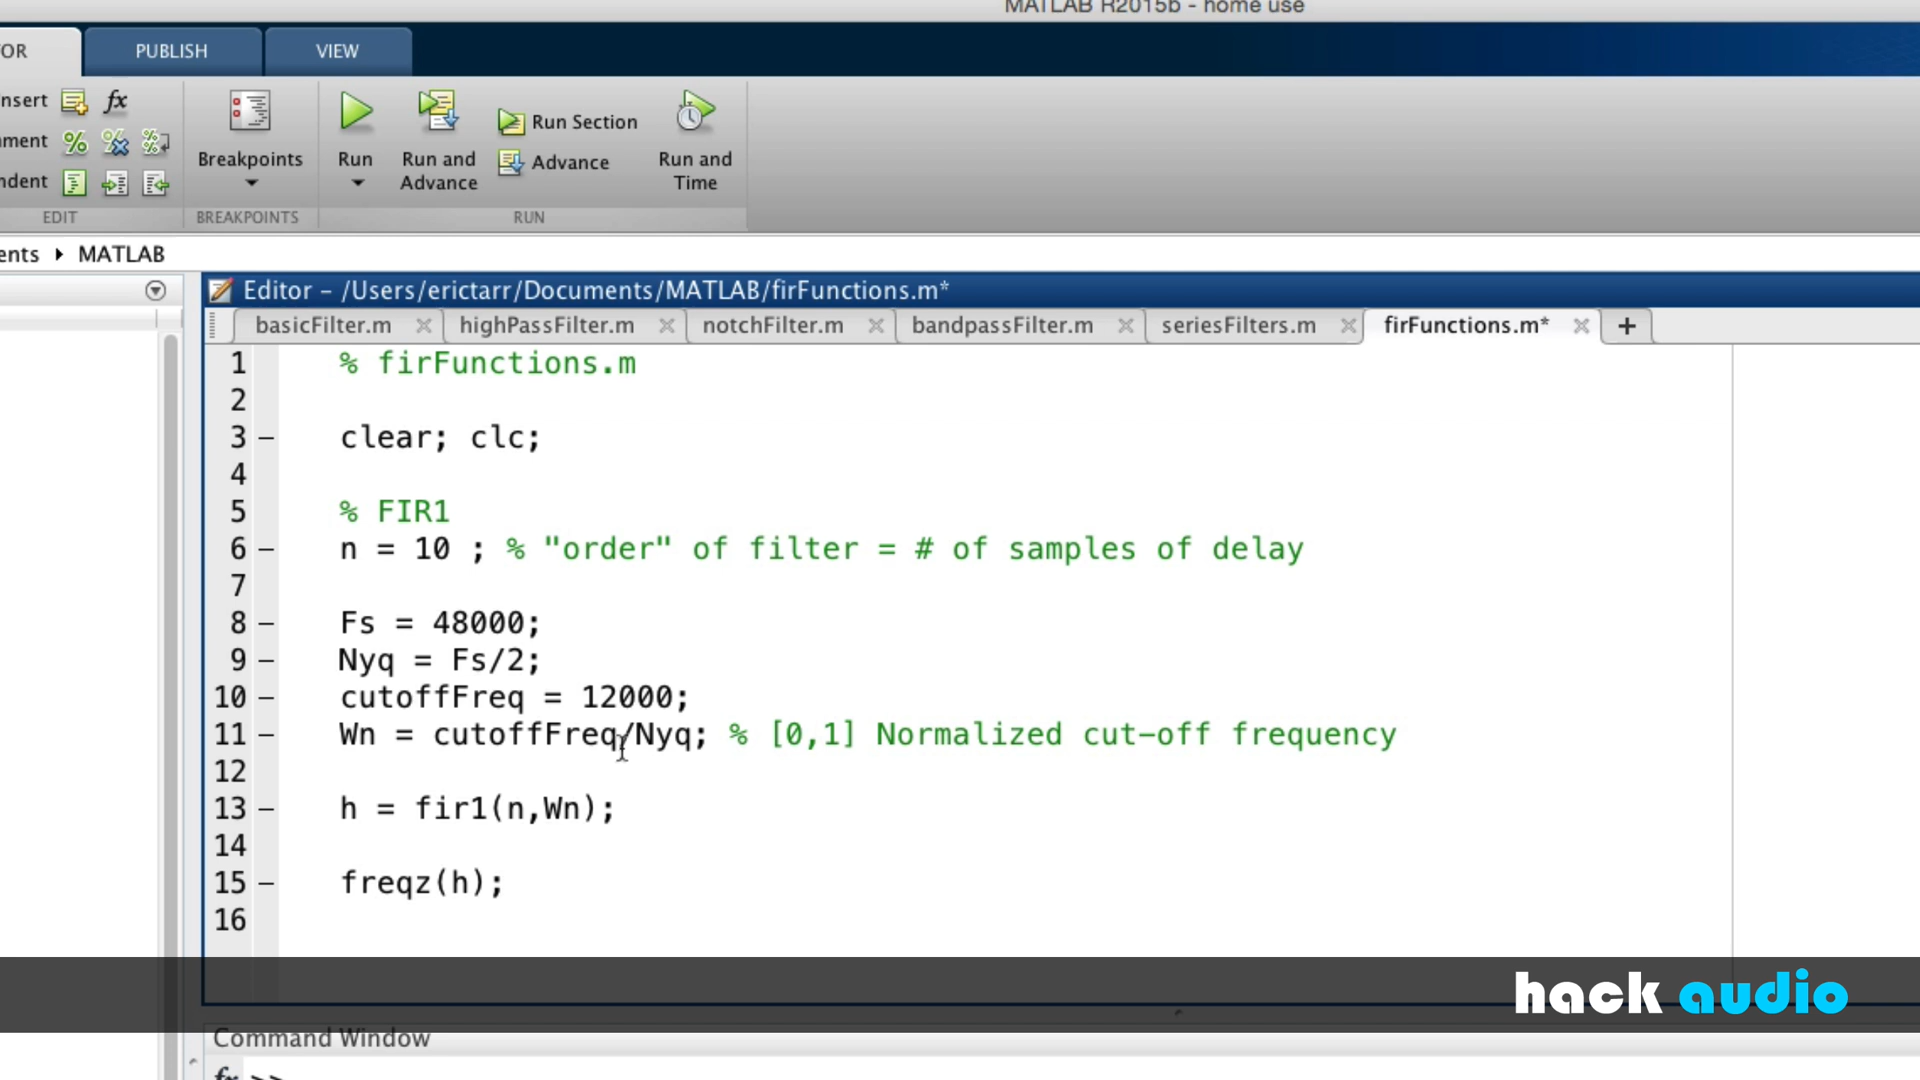 MATLAB R2015b - home use
OR PUBLISH VIEW
nsert fx
ment
ndent
Breakpoints
Run
Run and Advance
Run Section
Advance
Run and Time
EDIT BREAKPOINTS RUN
ents MATLAB
Editor – /Users/erictarr/Documents/MATLAB/firFunctions.m*
basicFilter.m highPassFilter.m notchFilter.m bandpassFilter.m seriesFilters.m firFunctions.m* +
1 % firFunctions.m
2
3 – clear; clc;
4
5 % FIR1
6 – n = 10 ; % "order" of filter = # of samples of delay
7
8 – Fs = 48000;
9 – Nyq = Fs/2;
10 – cutoffFreq = 12000;
11 – Wn = cutoffFreq/Nyq; % [0,1] Normalized cut-off frequency
12
13 – h = fir1(n,Wn);
14
15 – freqz(h);
16
hack audio
Command Window
fx >>